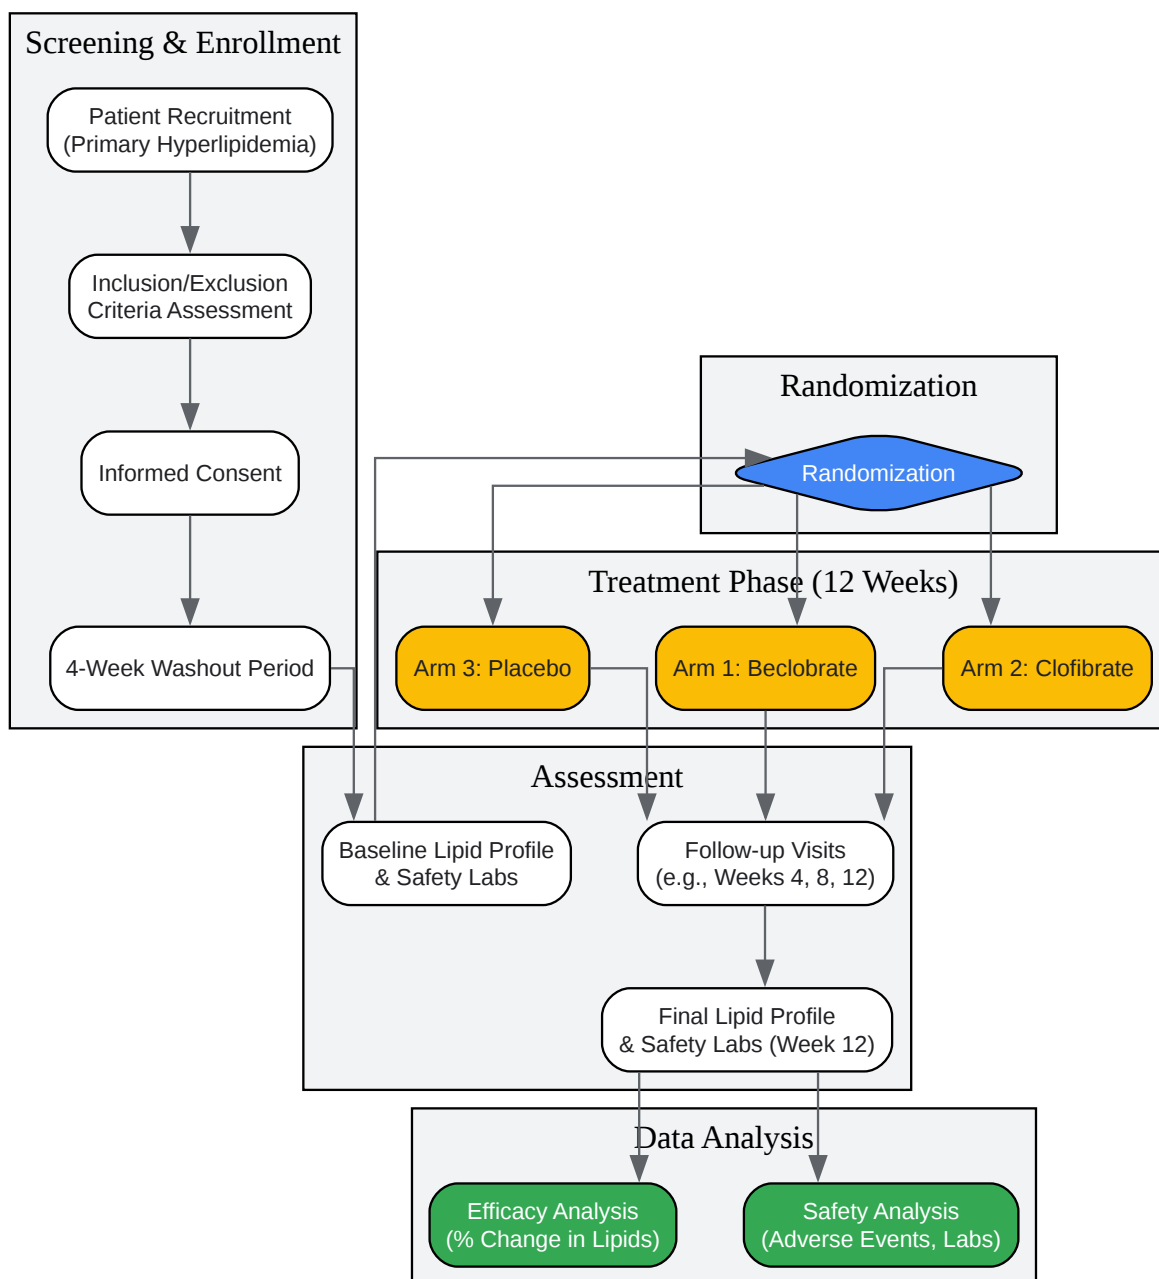 Screening & Enrollment
Patient Recruitment
(Primary Hyperlipidemia)
Inclusion/Exclusion
Criteria Assessment
Informed Consent
4-Week Washout Period
Randomization
Randomization
Treatment Phase (12 Weeks)
Arm 3: Placebo
Arm 1: Beclobrate
Arm 2: Clofibrate
Assessment
Baseline Lipid Profile
& Safety Labs
Follow-up Visits
(e.g., Weeks 4, 8, 12)
Final Lipid Profile
& Safety Labs (Week 12)
Data Analysis
Efficacy Analysis
(% Change in Lipids)
Safety Analysis
(Adverse Events, Labs)